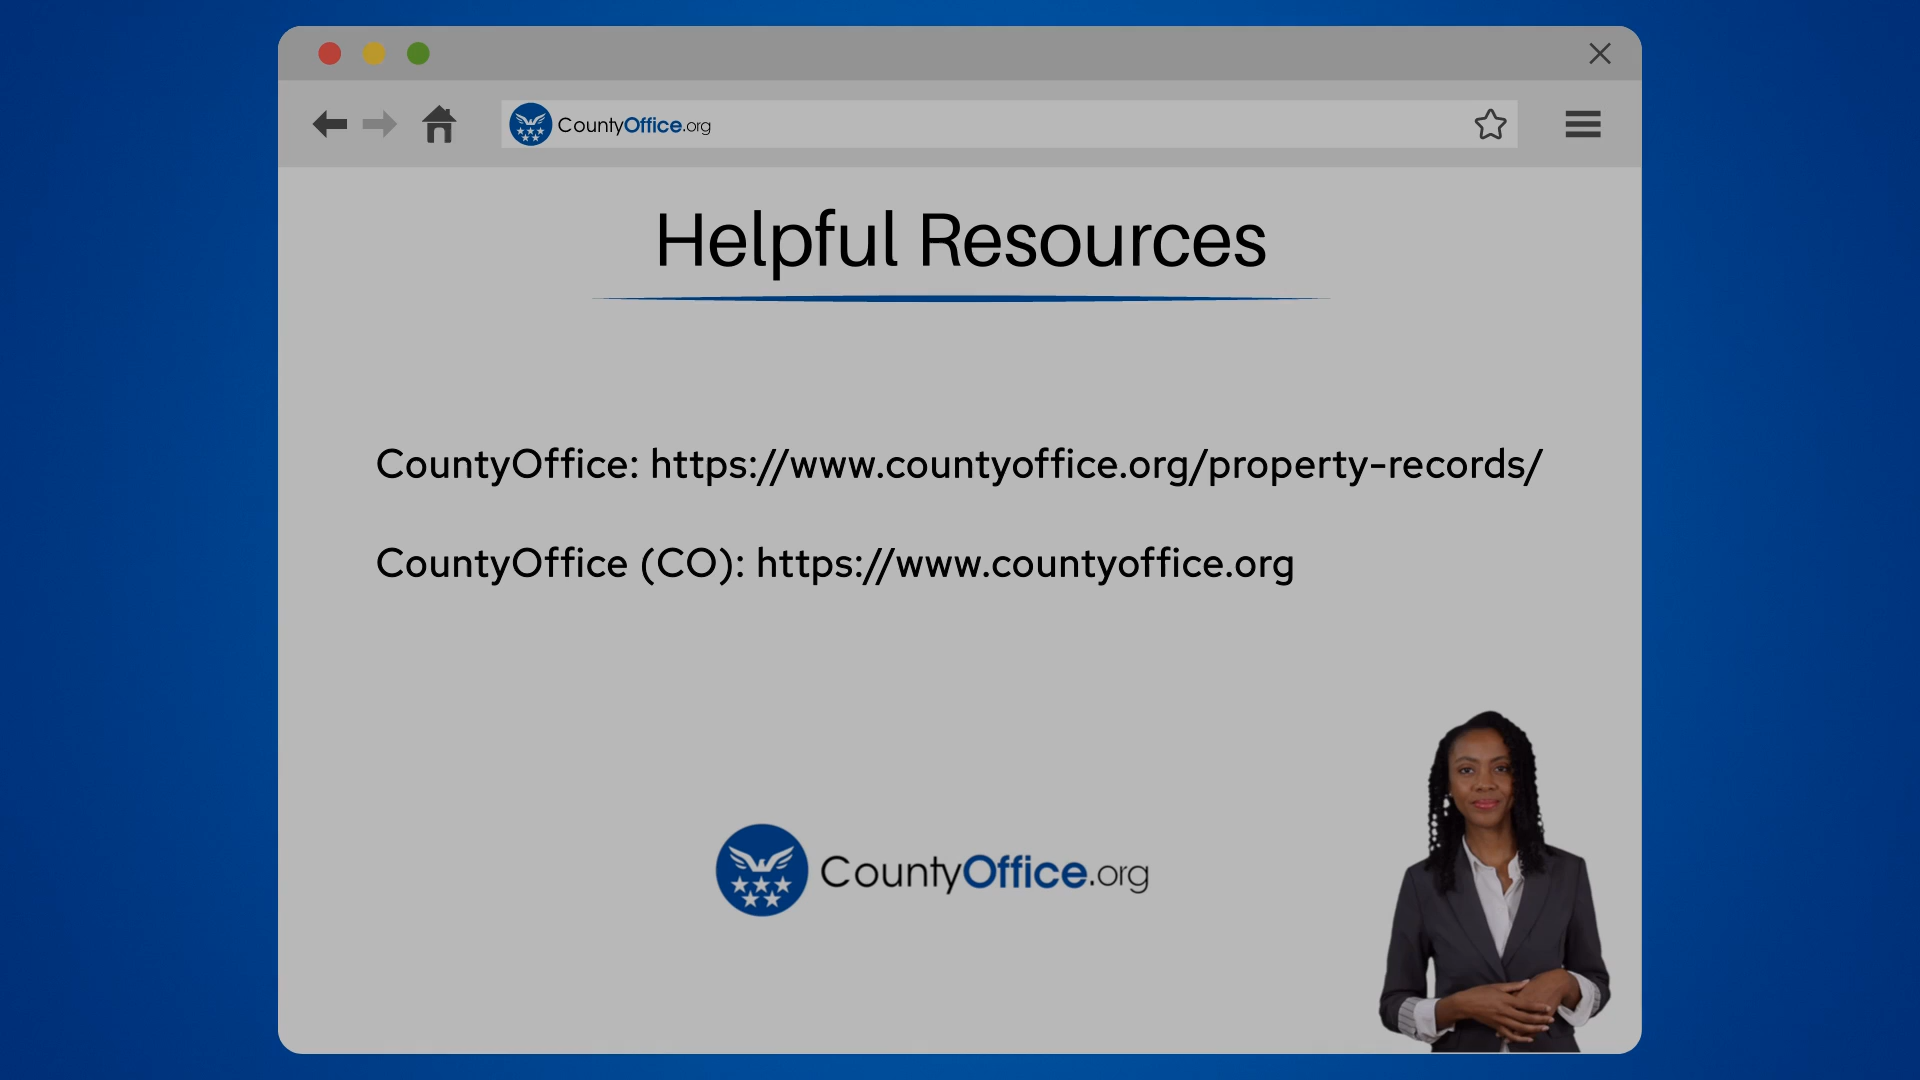 CountyOffice.org
Helpful Resources
CountyOffice: https://www.countyoffice.org/property-records/
CountyOffice (CO): https://www.countyoffice.org
CountyOffice.org